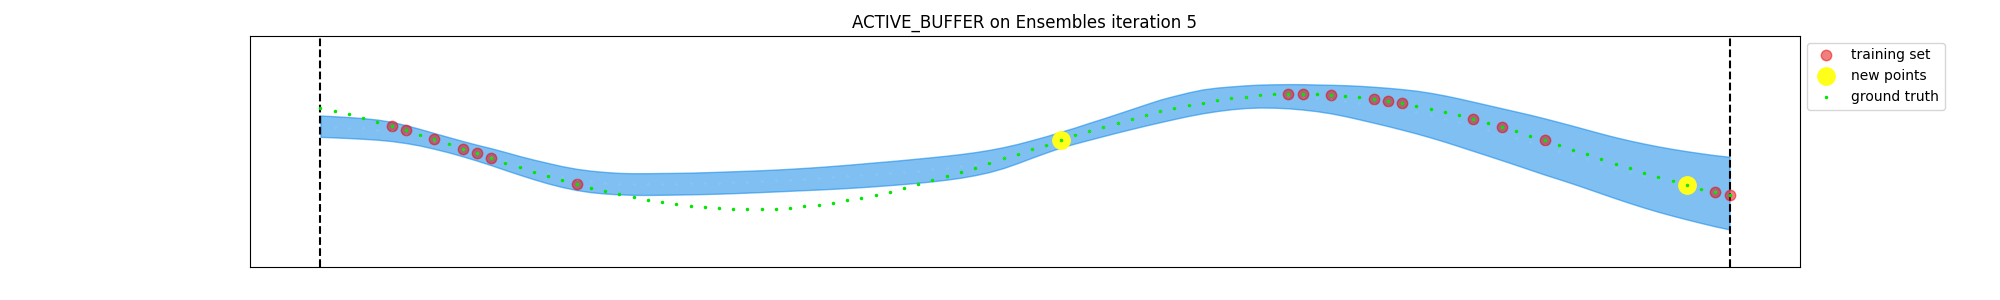 ACTIVE_BUFFER on Ensembles iteration 5
training set
new points
ground truth